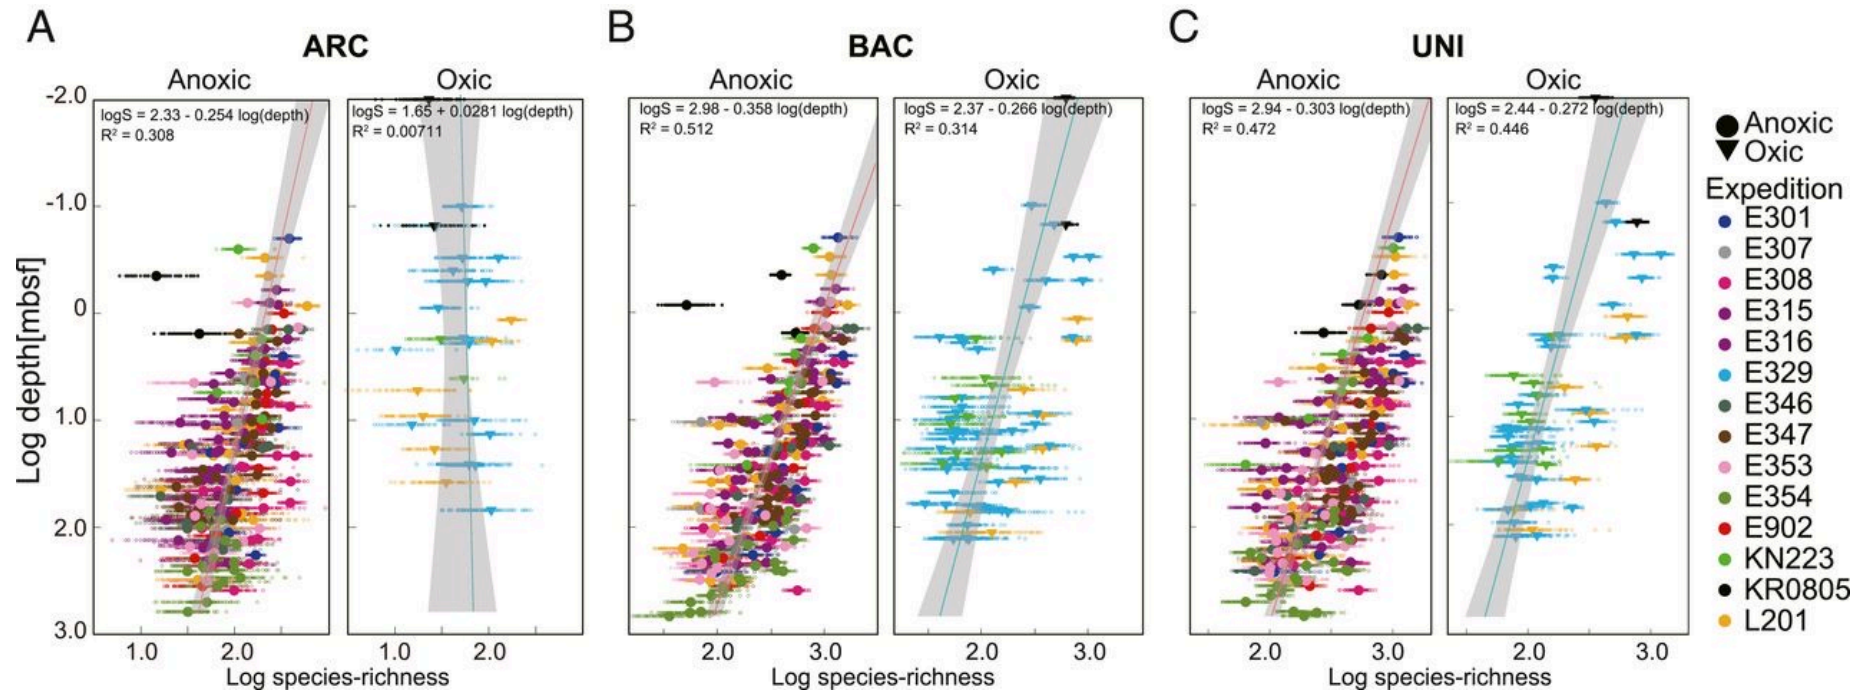 A
ARC
Anoxic
Oxic
logS = 2.33 - 0.254 log(depth)
R² = 0.308
logS = 1.65 + 0.0281 log(depth)
R² = 0.00711
B
BAC
Anoxic
Oxic
logS = 2.98 - 0.358 log(depth)
R² = 0.512
logS = 2.37 - 0.266 log(depth)
R² = 0.314
C
UNI
Anoxic
Oxic
logS = 2.94 - 0.303 log(depth)
R² = 0.472
logS = 2.44 - 0.272 log(depth)
R² = 0.446
Log depth[mbsf]
-2.0
-1.0
0
1.0
2.0
3.0
1.0 2.0 1.0 2.0
Log species-richness
2.0 3.0 2.0 3.0
Log species-richness
2.0 3.0 2.0 3.0
Log species-richness
Anoxic
Oxic
Expedition
E301
E307
E308
E315
E316
E329
E346
E347
E353
E354
E902
KN223
KR0805
L201